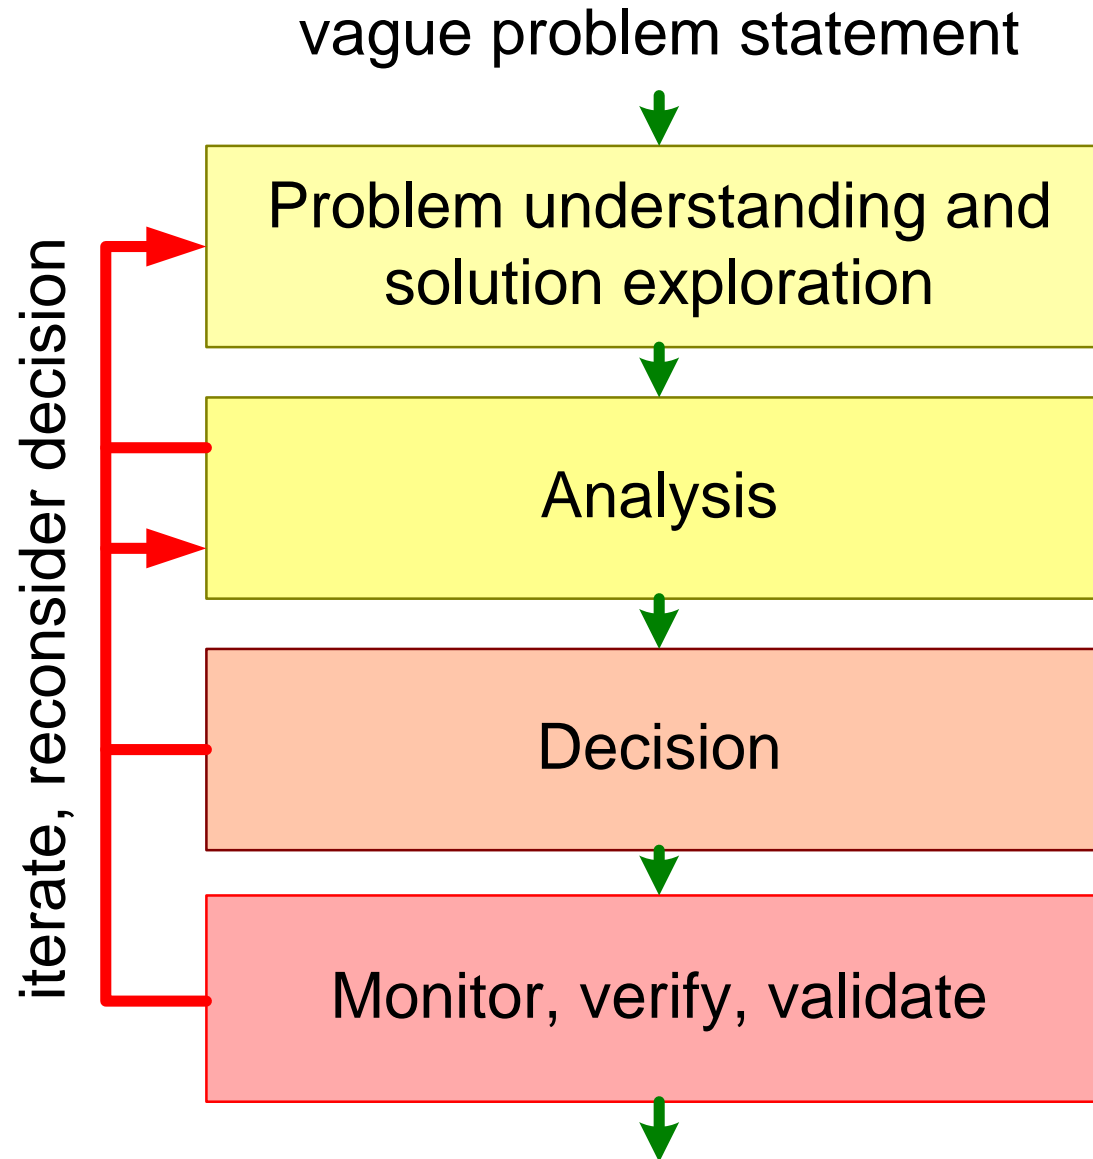 vague problem statement
Problem understanding and
solution exploration
Analysis
Decision
Monitor, verify, validate
iterate, reconsider decision